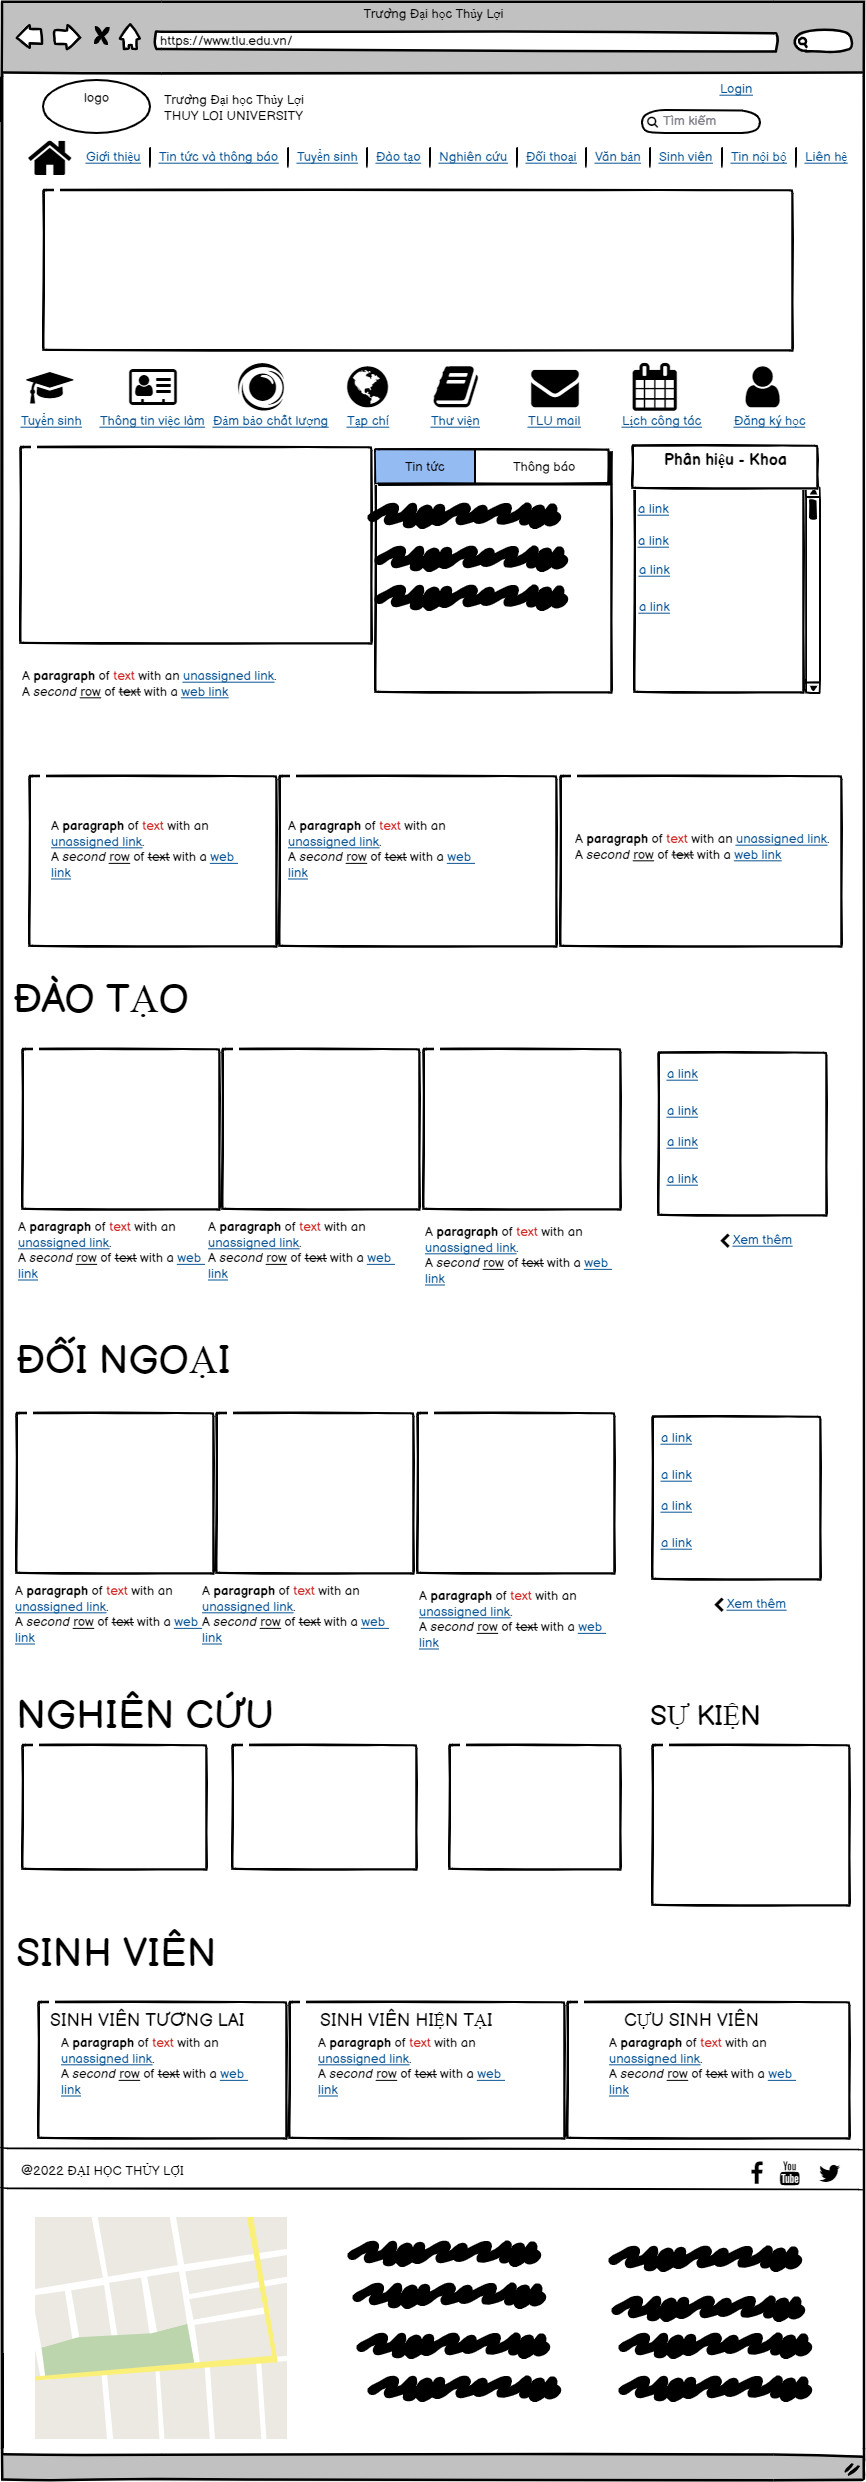 Trường Đại học Thủy Lợi
https://www.tlu.edu.vn/
logo
Trường Đại học Thủy Lợi
THUY LOI UNIVERSITY
Login
Tìm kiếm
Giới thiệu
Tin tức và thông báo
Tuyển sinh
Đào tạo
Nghiên cứu
Đối thoại
Văn bản
Sinh viên
Tin nội bộ
Liên hệ
Tuyển sinh
Thông tin việc làm
Đảm bảo chất lượng
Tạp chí
Thư viện
TLU mail
Lịch công tác
Đăng ký học
Tin tức
Thông báo
Phân hiệu - Khoa
a link
a link
a link
a link
A paragraph of text with an unassigned link.
A second row of text with a web link
A paragraph of text with an
unassigned link.
A second row of text with a web
link
A paragraph of text with an
unassigned link.
A second row of text with a web
link
A paragraph of text with an unassigned link.
A second row of text with a web link
ĐÀO TẠO
a link
a link
a link
a link
A paragraph of text with an
unassigned link.
A second row of text with a web
link
A paragraph of text with an
unassigned link.
A second row of text with a web
link
A paragraph of text with an
unassigned link.
A second row of text with a web
link
Xem thêm
ĐỐI NGOẠI
a link
a link
a link
a link
A paragraph of text with an
unassigned link.
A second row of text with a web
link
A paragraph of text with an
unassigned link.
A second row of text with a web
link
A paragraph of text with an
unassigned link.
A second row of text with a web
link
Xem thêm
NGHIÊN CỨU
SỰ KIỆN
SINH VIÊN
SINH VIÊN TƯƠNG LAI
A paragraph of text with an
unassigned link.
A second row of text with a web
link
SINH VIÊN HIỆN TẠI
A paragraph of text with an
unassigned link.
A second row of text with a web
link
CỰU SINH VIÊN
A paragraph of text with an
unassigned link.
A second row of text with a web
link
@2022 ĐẠI HỌC THỦY LỢI
You
Tube